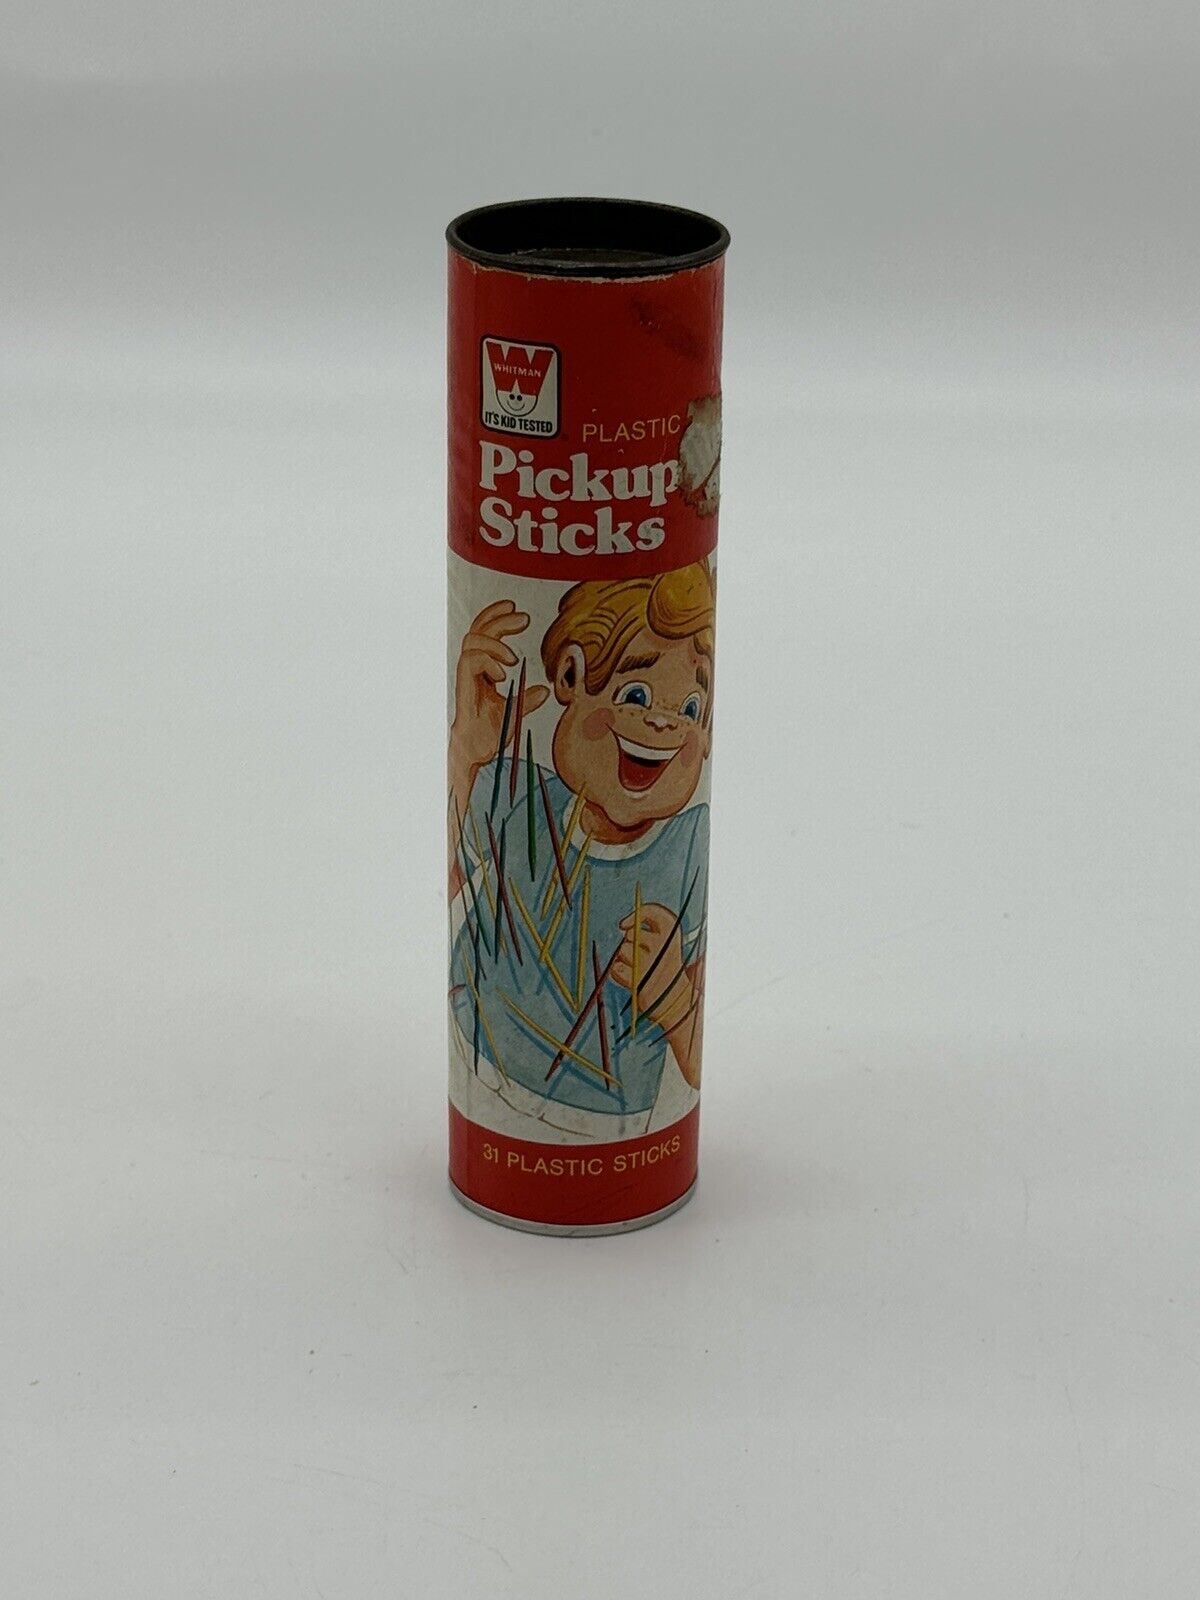 WHITMAN
IT'S KID TESTED
PLASTIC
Pickup
Sticks
31 PLASTIC STICKS